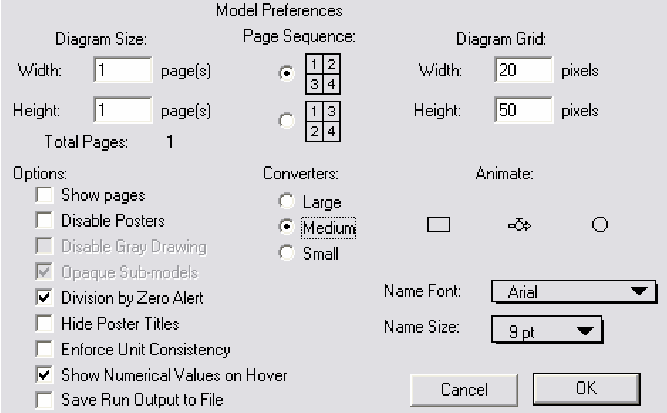 Model Preferences
Diagram Size:
Width: 1 page(s)
Height: 1 page(s)
Total Pages: 1
Page Sequence:
1 2
3 4
1 3
2 4
Diagram Grid:
Width: 20 pixels
Height: 50 pixels
Options:
Show pages
Disable Posters
Disable Gray Drawing
Opaque Sub-models
Division by Zero Alert
Hide Poster Titles
Enforce Unit Consistency
Show Numerical Values on Hover
Save Run Output to File
Converters:
Large
Medium
Small
Animate:
Name Font: Arial
Name Size: 9 pt
Cancel OK